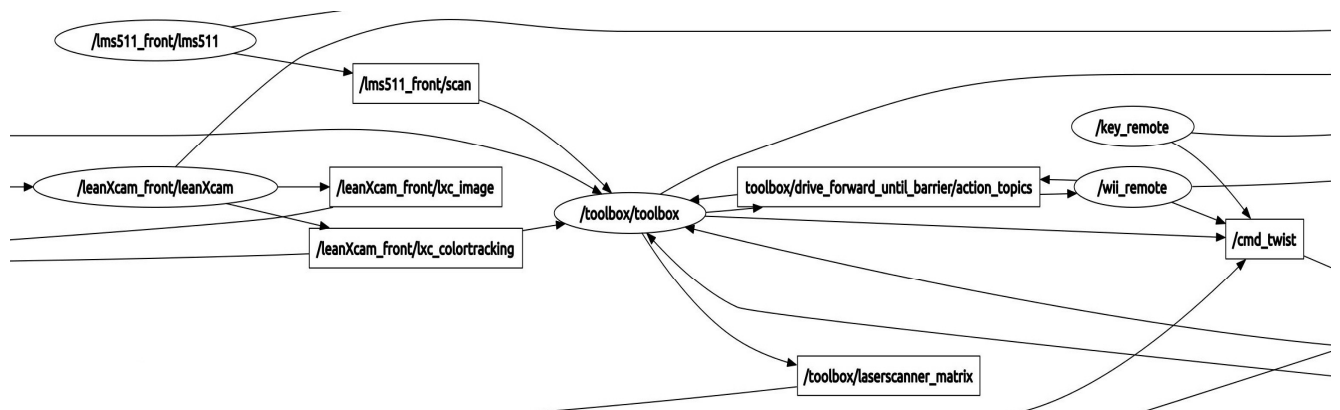 /lms511_front/lms511
/lms511_front/scan
/key_remote
/leanXcam_front/leanXcam
/leanXcam_front/lxc_image
toolbox/drive_forward_until_barrier/action_topics
/wii_remote
/toolbox/toolbox
/leanXcam_front/lxc_colortracking
/cmd_twist
/toolbox/laserscanner_matrix